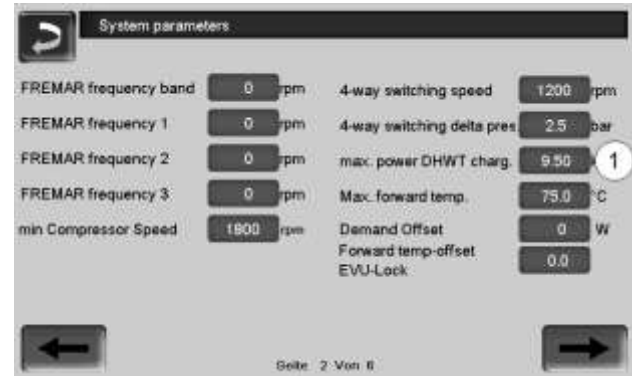 System parameters
FREMAR frequency band 0 rpm
FREMAR frequency 1 0 rpm
FREMAR frequency 2 0 rpm
FREMAR frequency 3 0 rpm
min Compressor Speed 1800 rpm
4-way switching speed 1200 rpm
4-way switching delta pres 2.5 bar
max. power DHWT charg. 9.50 1
Max. forward temp. 75.0 °C
Demand Offset 0 W
Forward temp-offset
EVU-Lock 0.0
Seite 2 Von 6